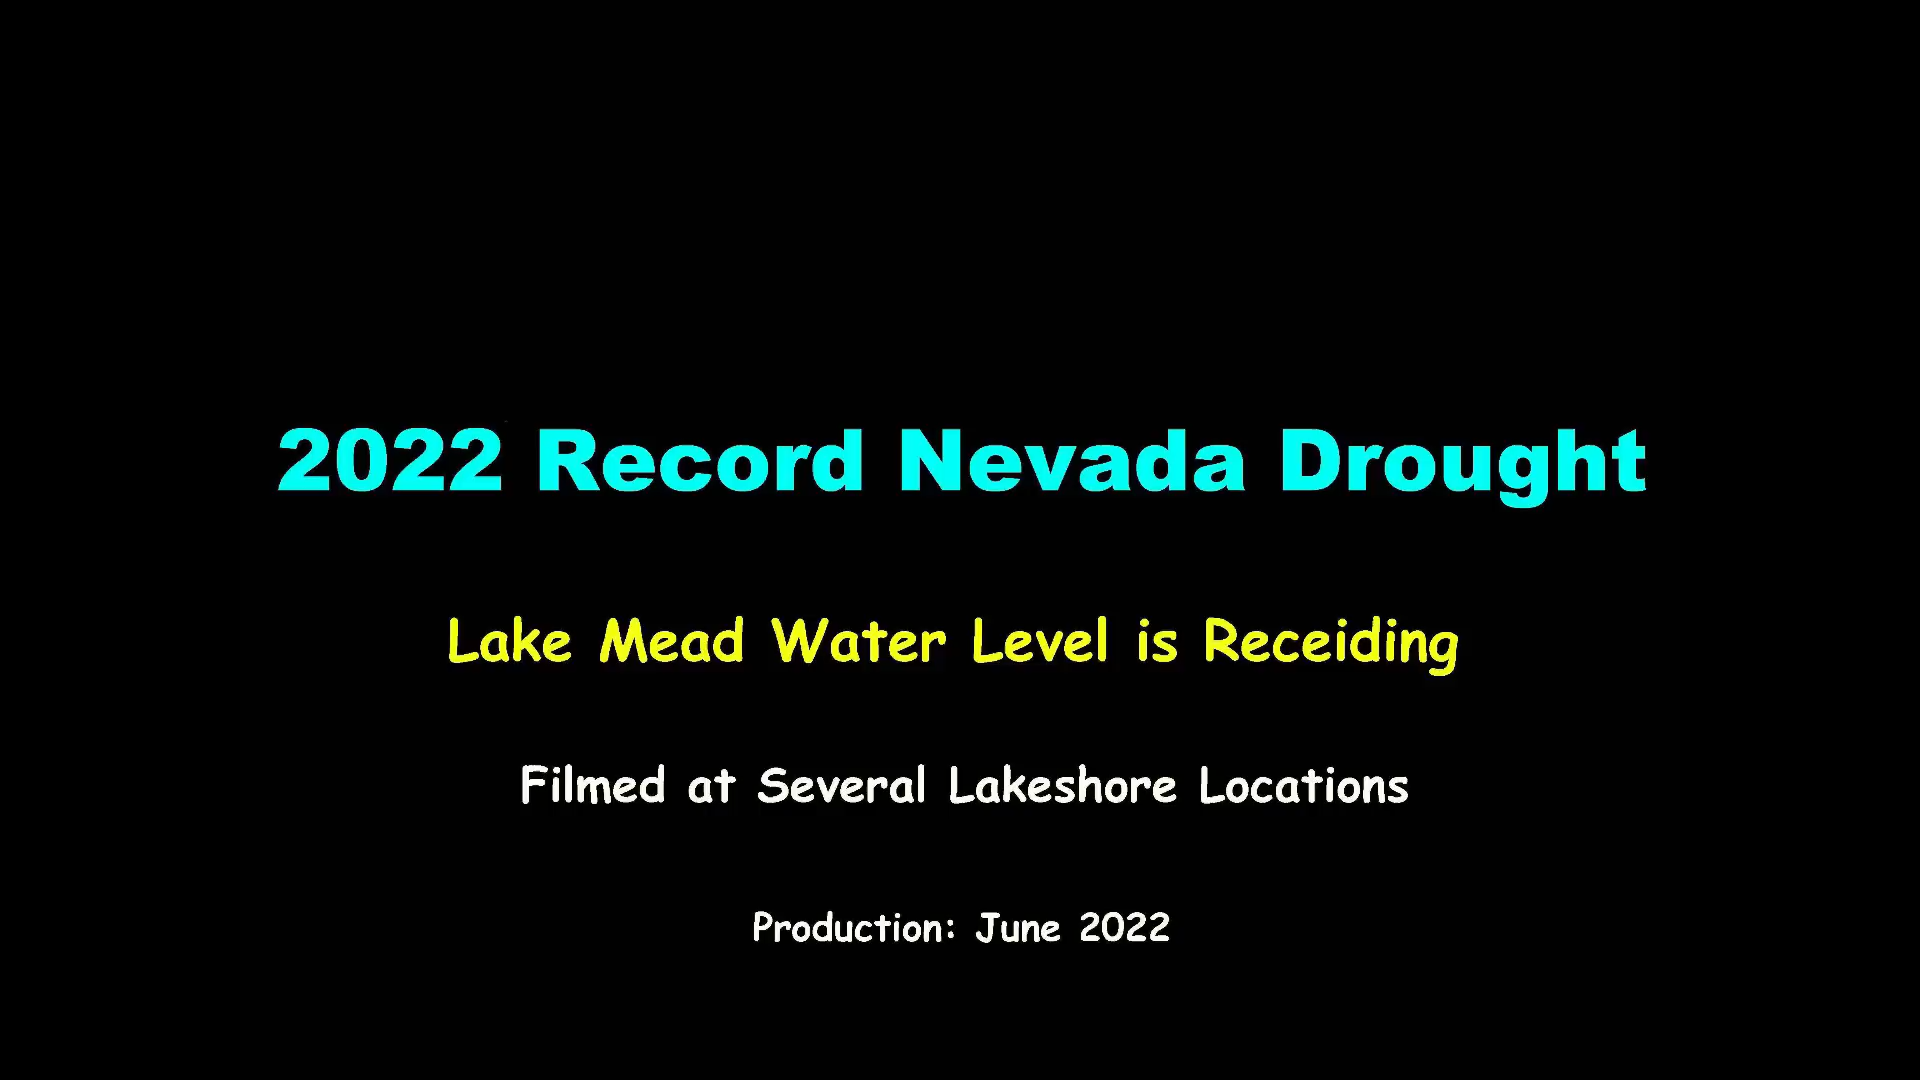 2022 Record Nevada Drought
Lake Mead Water Level is Receiding
Filmed at Several Lakeshore Locations
Production: June 2022